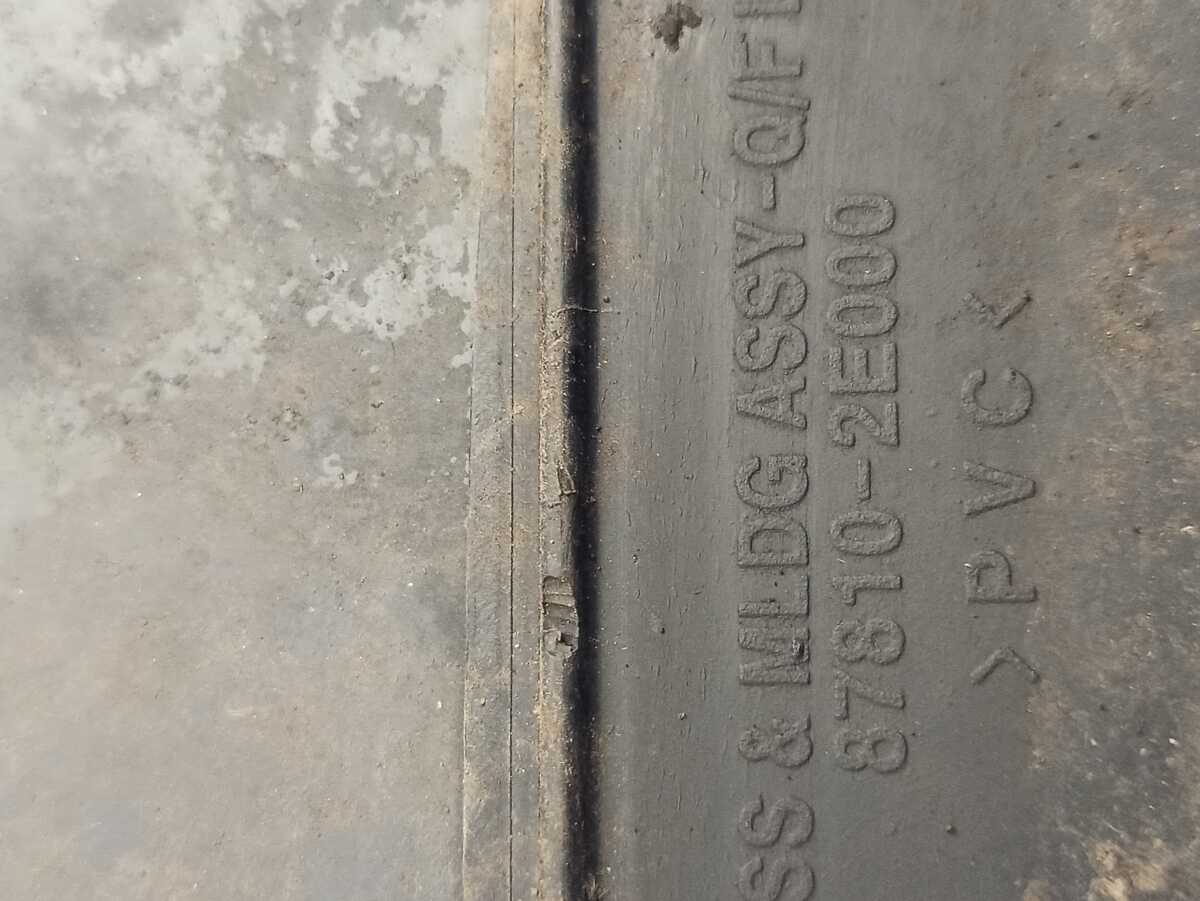 SS & MLDG ASSY-Q/F
87810-2E000
>PVC<